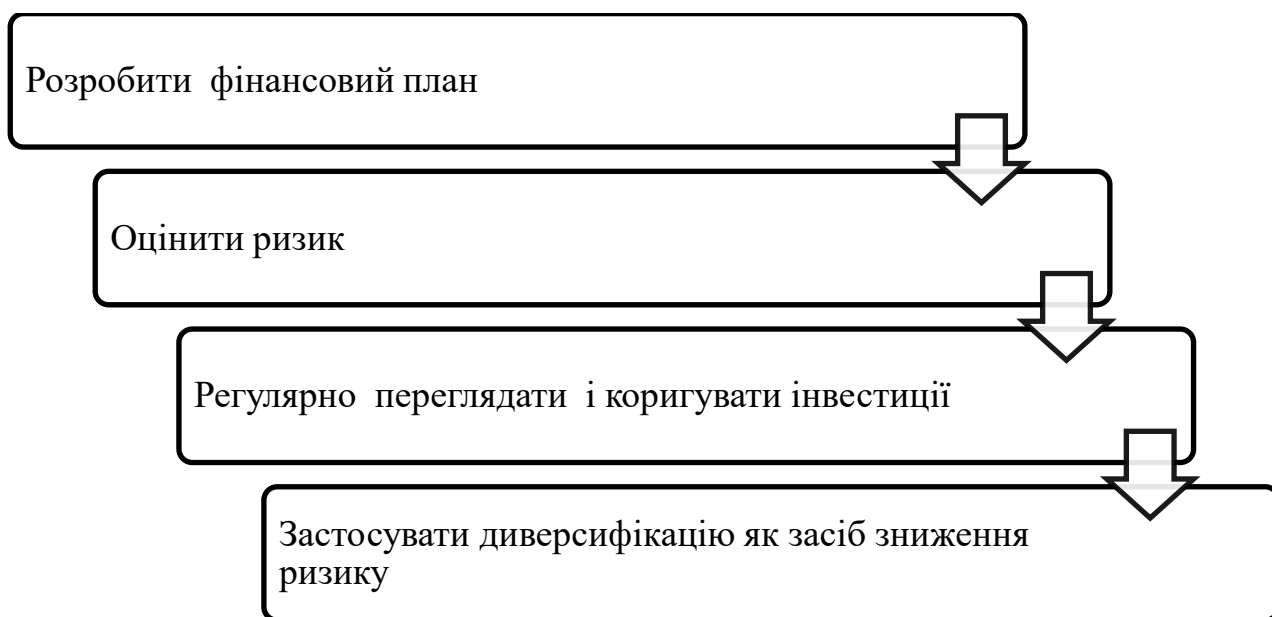 Розробити  фінансовий план
Оцінити ризик
Регулярно  переглядати  і коригувати інвестиції
Застосувати диверсифікацію як засіб зниження
ризику